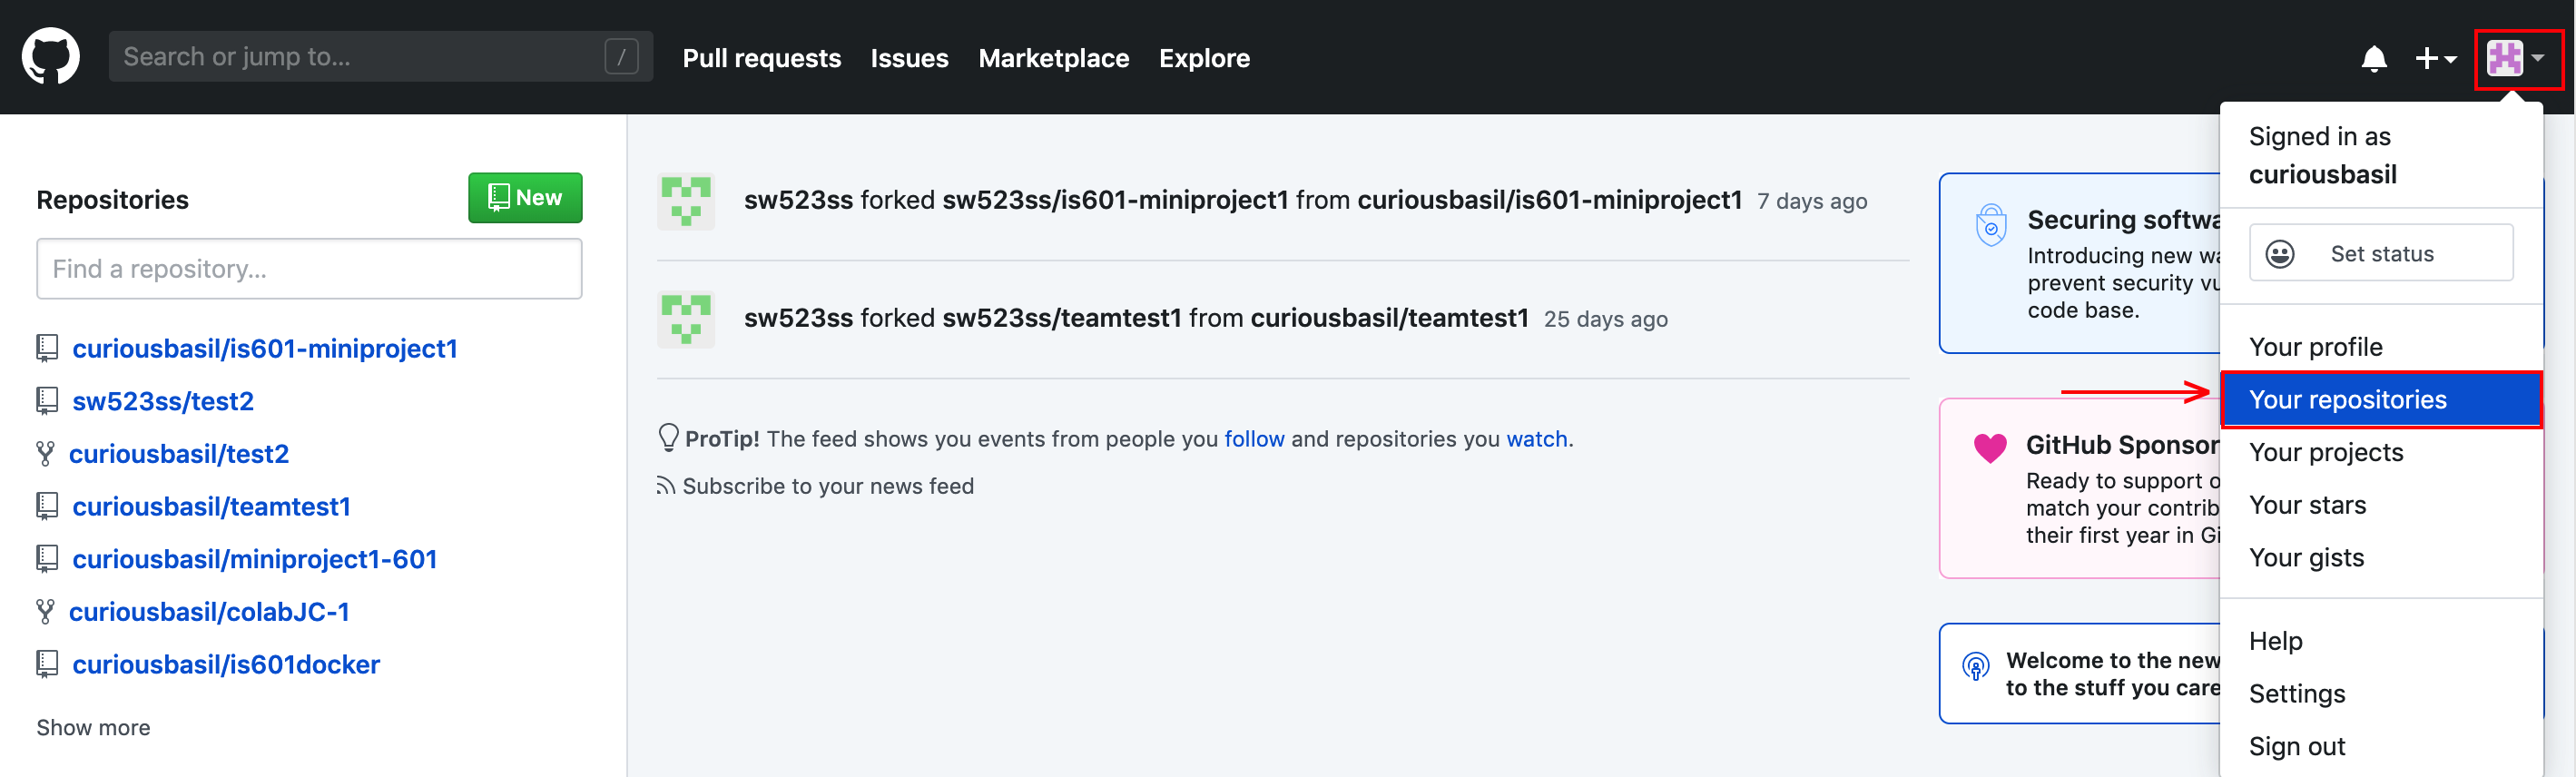 Search or jump to... /
Pull requests
Issues
Marketplace
Explore
Repositories
New
Find a repository...
curiousbasil/is601-miniproject1
sw523ss/test2
curiousbasil/test2
curiousbasil/teamtest1
curiousbasil/miniproject1-601
curiousbasil/colabJC-1
curiousbasil/is601docker
Show more
sw523ss forked sw523ss/is601-miniproject1 from curiousbasil/is601-miniproject1 7 days ago
sw523ss forked sw523ss/teamtest1 from curiousbasil/teamtest1 25 days ago
ProTip! The feed shows you events from people you follow and repositories you watch.
Subscribe to your news feed
Securing softwa
Introducing new wa
prevent security vu
code base.
GitHub Sponsor
Ready to support o
match your contrib
their first year in Gi
Welcome to the new
to the stuff you care
Signed in as
curiousbasil
Set status
Your profile
Your repositories
Your projects
Your stars
Your gists
Help
Settings
Sign out